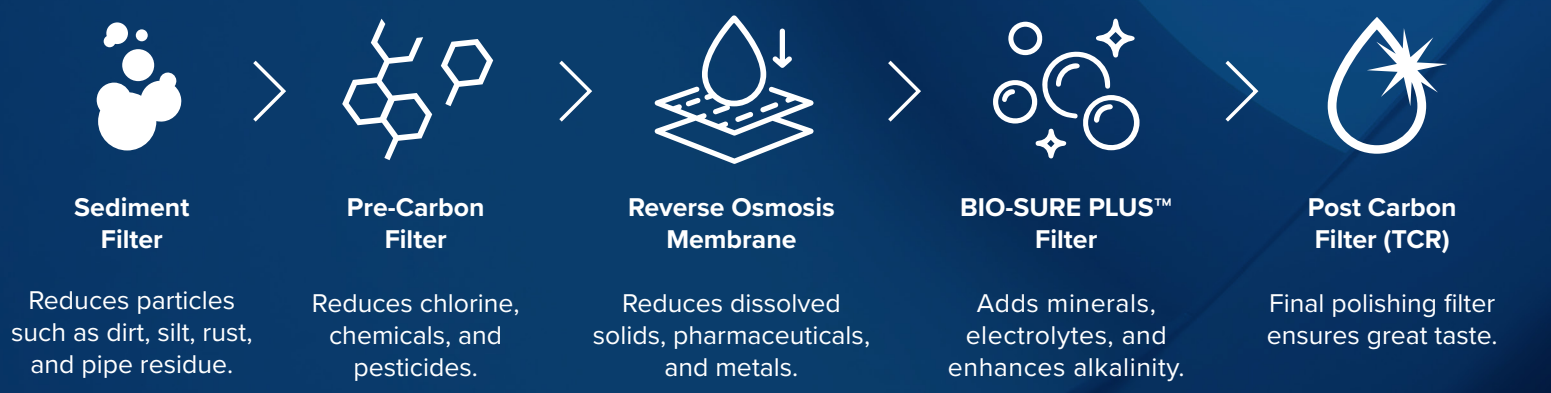 Sediment
Filter
Reduces particles
such as dirt, silt, rust,
and pipe residue.
Pre-Carbon
Filter
Reduces chlorine,
chemicals, and
pesticides.
Reverse Osmosis
Membrane
Reduces dissolved
solids, pharmaceuticals,
and metals.
BIO-SURE PLUS™
Filter
Adds minerals,
electrolytes, and
enhances alkalinity.
Post Carbon
Filter (TCR)
Final polishing filter
ensures great taste.